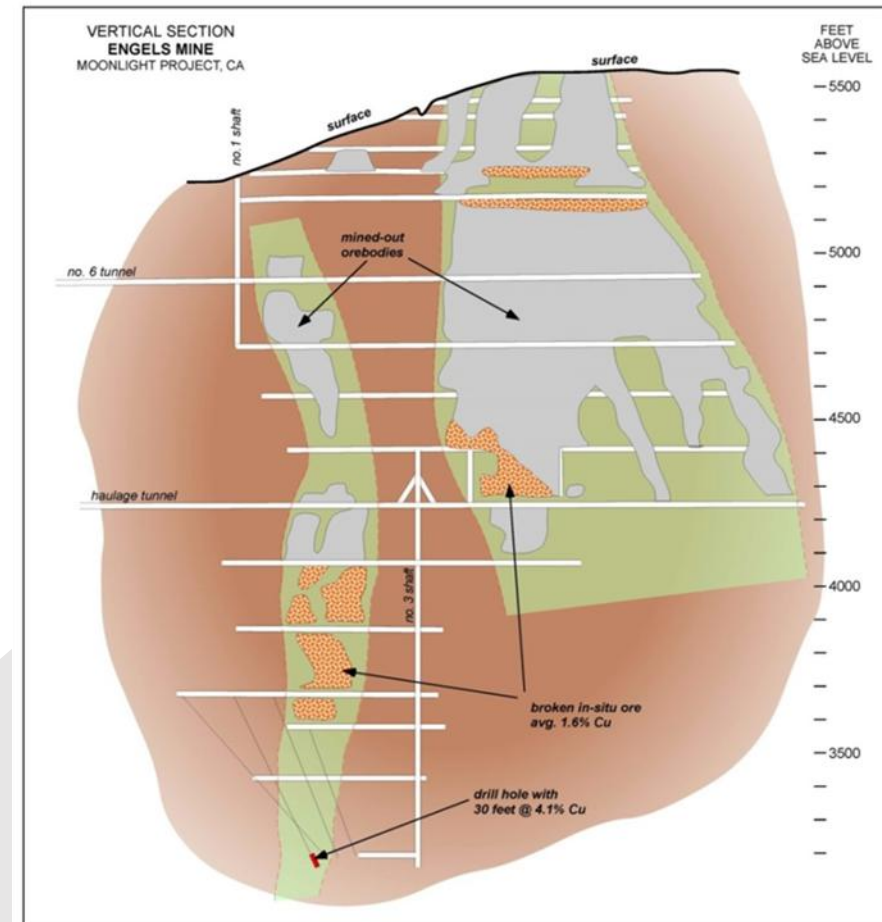 VERTICAL SECTION
ENGELS MINE
MOONLIGHT PROJECT, CA
FEET
ABOVE
SEA LEVEL
surface
5500
surface
no.1 shaft
mined-out
orebodies
5000
no. 6 tunnel
4500
haulage tunnel
no. 3 shaft
4000
broken in-situ ore
avg. 1.6% Cu
3500
drill hole with
30 feet @ 4.1% Cu